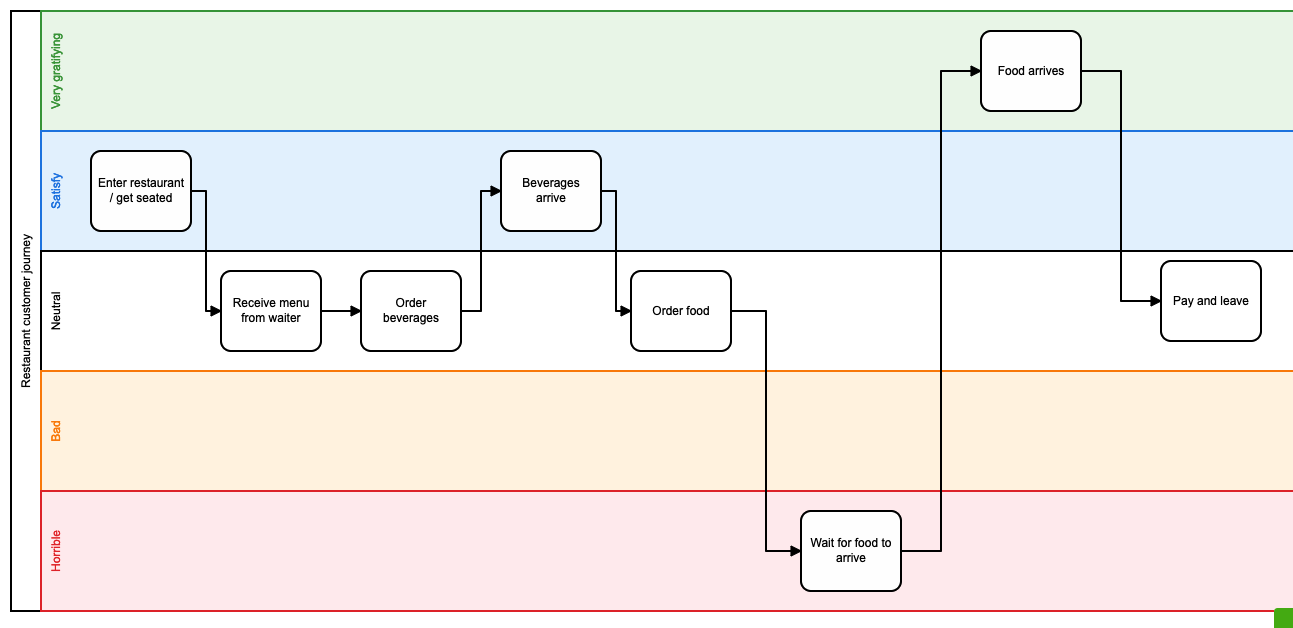 Restaurant customer journey
Very gratifying
Food arrives
Satisfy
Enter restaurant
/ get seated
Beverages
arrive
Neutral
Receive menu
from waiter
Order
beverages
Order food
Pay and leave
Bad
Horrible
Wait for food to
arrive